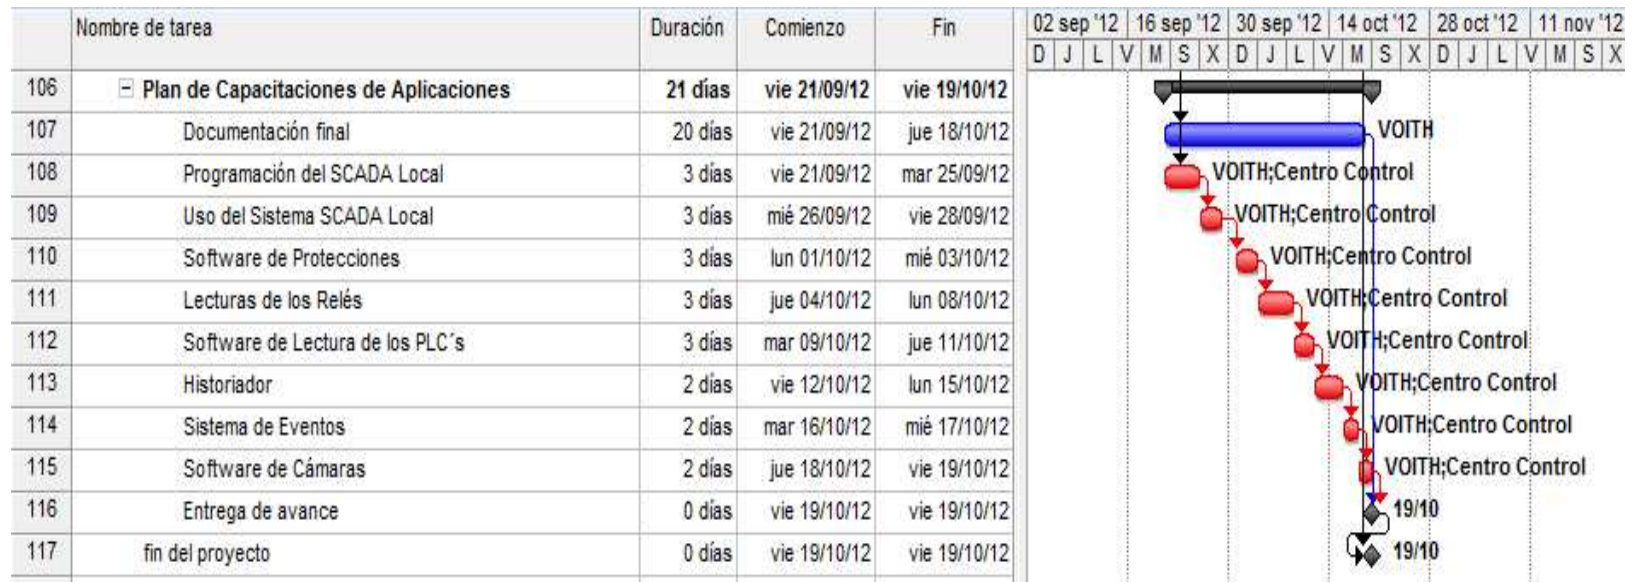 Nombre de tarea Duración Comienzo Fin 02 sep '12 16 sep '12 30 sep '12 14 oct '12 28 oct '12 11 nov '12
D J L V M S X D J L V M S X D J L V M S X
106 Plan de Capacitaciones de Aplicaciones 21 días vie 21/09/12 vie 19/10/12
107 Documentación final 20 días vie 21/09/12 jue 18/10/12 VOITH
108 Programación del SCADA Local 3 días vie 21/09/12 mar 25/09/12 VOITH;Centro Control
109 Uso del Sistema SCADA Local 3 días mié 26/09/12 vie 28/09/12 VOITH;Centro Control
110 Software de Protecciones 3 días lun 01/10/12 mié 03/10/12 VOITH;Centro Control
111 Lecturas de los Relés 3 días jue 04/10/12 lun 08/10/12 VOITH;Centro Control
112 Software de Lectura de los PLC´s 3 días mar 09/10/12 jue 11/10/12 VOITH;Centro Control
113 Historiador 2 días vie 12/10/12 lun 15/10/12 VOITH;Centro Control
114 Sistema de Eventos 2 días mar 16/10/12 mié 17/10/12 VOITH;Centro Control
115 Software de Cámaras 2 días jue 18/10/12 vie 19/10/12 VOITH;Centro Control
116 Entrega de avance 0 días vie 19/10/12 vie 19/10/12 19/10
117 fin del proyecto 0 días vie 19/10/12 vie 19/10/12 19/10